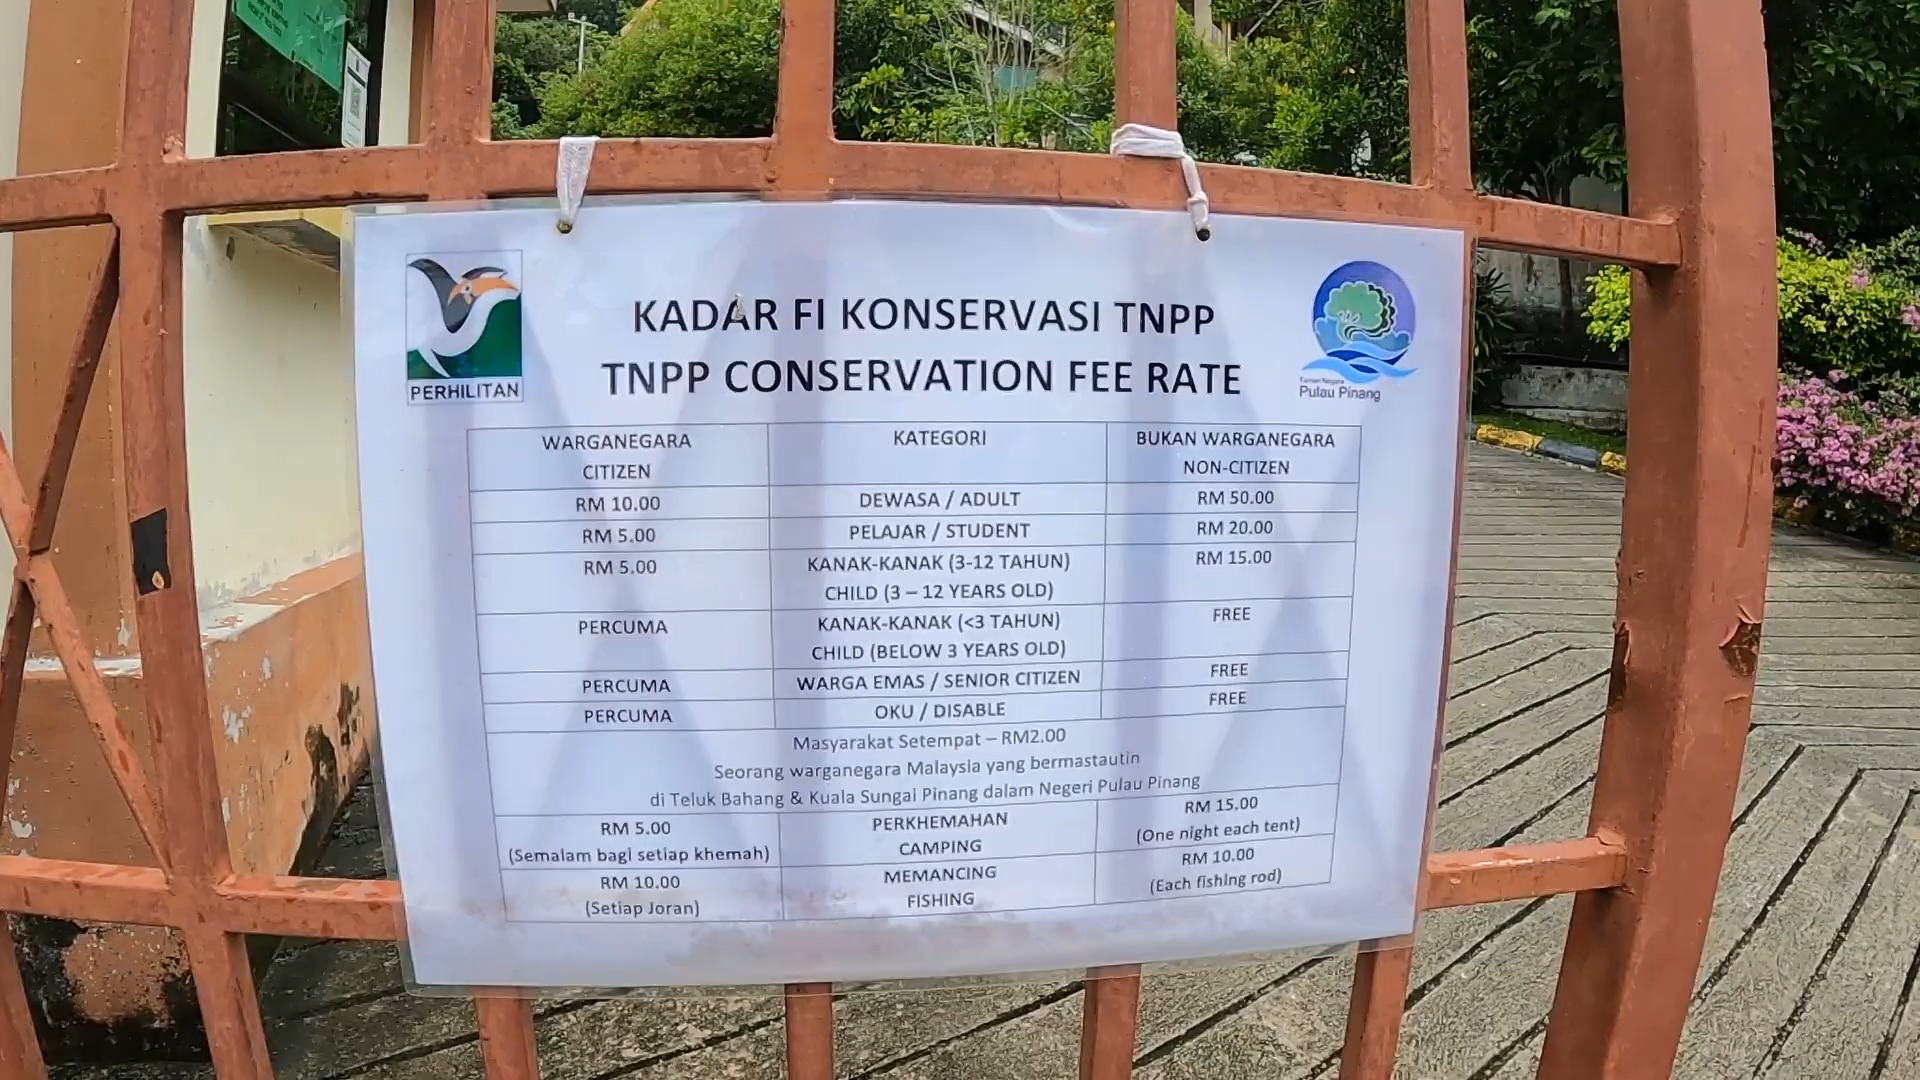 PERHILITAN
KADAR FI KONSERVASI TNPP
TNPP CONSERVATION FEE RATE
Taman Negara
Pulau Pinang
WARGANEGARA KATEGORI BUKAN WARGANEGARA
CITIZEN NON-CITIZEN
RM 10.00 DEWASA / ADULT RM 50.00
RM 5.00 PELAJAR / STUDENT RM 20.00
RM 5.00 KANAK-KANAK (3-12 TAHUN) RM 15.00
CHILD (3 – 12 YEARS OLD)
PERCUMA KANAK-KANAK (<3 TAHUN) FREE
CHILD (BELOW 3 YEARS OLD)
PERCUMA WARGA EMAS / SENIOR CITIZEN FREE
PERCUMA OKU / DISABLE FREE
Masyarakat Setempat – RM2.00
Seorang warganegara Malaysia yang bermastautin
di Teluk Bahang & Kuala Sungai Pinang dalam Negeri Pulau Pinang
RM 5.00 PERKHEMAHAN RM 15.00
(Semalam bagi setiap khemah) CAMPING (One night each tent)
RM 10.00 MEMANCING RM 10.00
(Setiap Joran) FISHING (Each fishing rod)